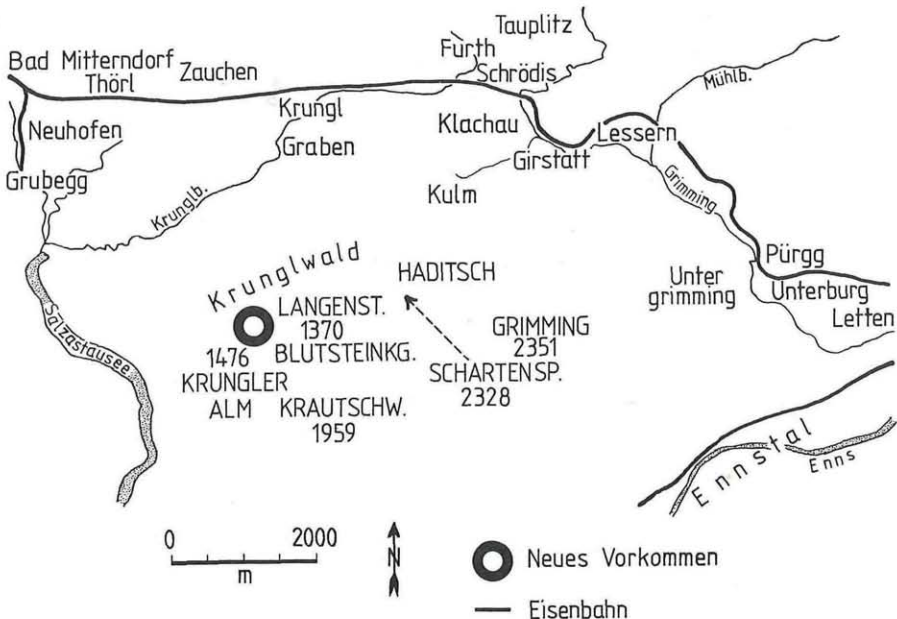 Tauplitz
Fürth
Bad Mitterndorf
Thörl
Zauchen
Schrödis
Mühlb.
Krungl
Neuhofen
Klachau
Lessern
Graben
Girstatt
Grubegg
Kulm
Krunglb.
Grimming
Krunglwald
HADITSCH
Pürgg
Unter
grimming
Unterburg
Letten
Salzastausee
LANGENST.
1370
GRIMMING
2351
1476
BLUTSTEINKG.
KRUNGLER
ALM
SCHARTENSP.
2328
KRAUTSCHW.
1959
Ennstal
Enns
0 2000
m
N
Neues Vorkommen
Eisenbahn